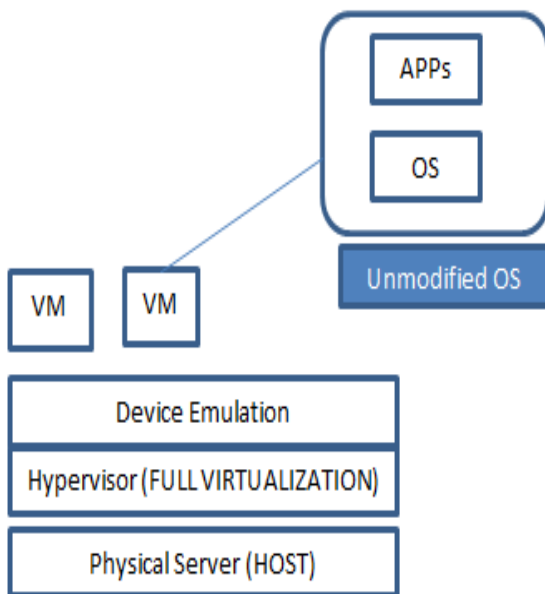 APPs
OS
Unmodified OS
VM
VM
Device Emulation
Hypervisor (FULL VIRTUALIZATION)
Physical Server (HOST)